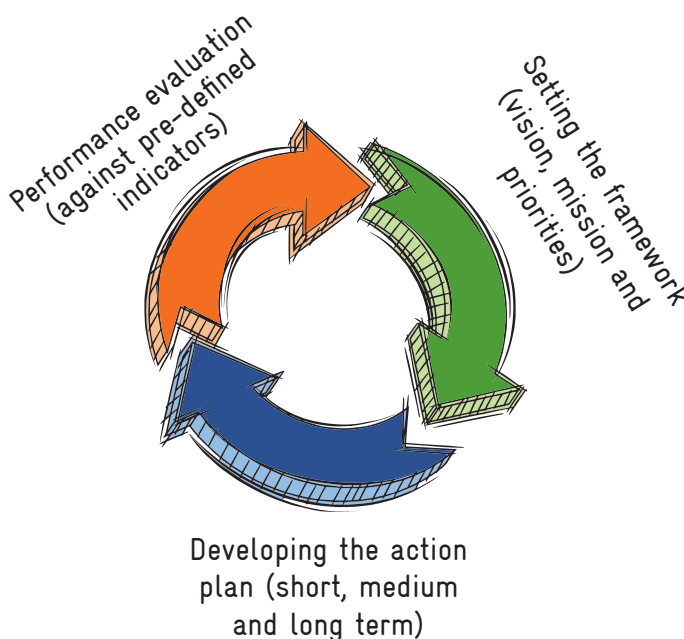 Performance evaluation
(against pre-defined
indicators)
Setting the framework
(vision, mission and
priorities)
Developing the action
plan (short, medium
and long term)